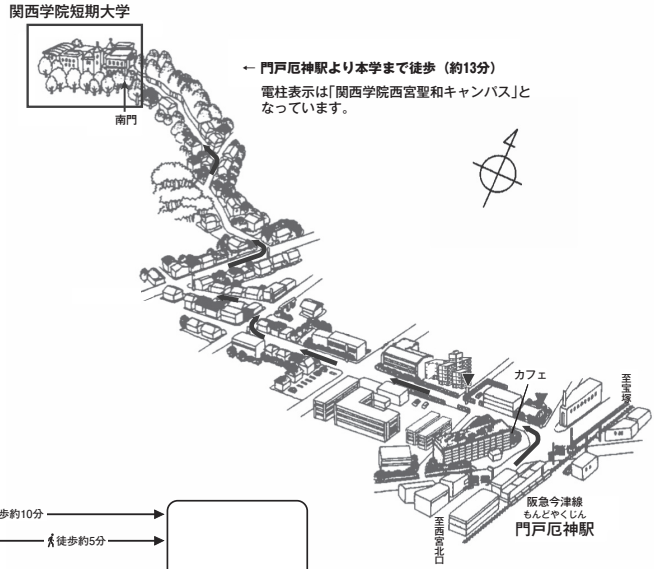 関西学院短期大学
← 門戸厄神駅より本学まで徒歩（約13分）
電柱表示は「関西学院西宮聖和キャンパス」と
なっています。
南門
カフェ
至宝塚
阪急今津線
もんどやくじん
門戸厄神駅
至西宮北口
歩約10分
徒歩約5分